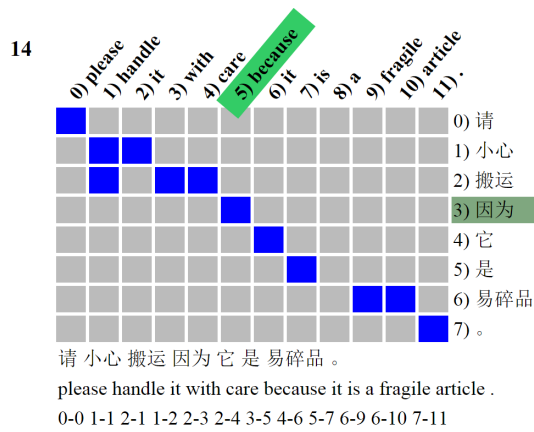 14
0) please
1) handle
2) it
3) with
4) care
5) because
6) it
7) is
8) a
9) fragile
10) article
11) .
0) 请
1) 小心
2) 搬运
3) 因为
4) 它
5) 是
6) 易碎品
7) 。
请 小心 搬运 因为 它 是 易碎品 。
please handle it with care because it is a fragile article .
0-0 1-1 2-1 1-2 2-3 2-4 3-5 4-6 5-7 6-9 6-10 7-11